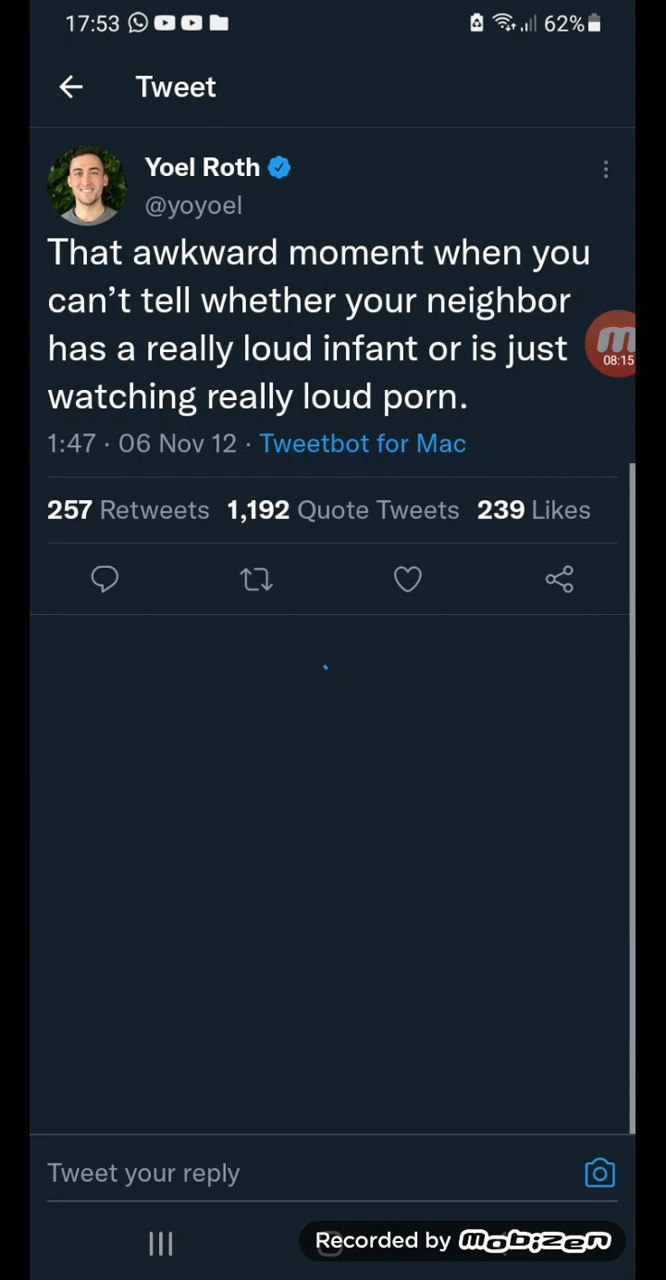 17:53 62%
Tweet
Yoel Roth
@yoyoel
That awkward moment when you
can't tell whether your neighbor
has a really loud infant or is just
watching really loud porn.
m
08:15
1:47 · 06 Nov 12 · Tweetbot for Mac
257 Retweets 1,192 Quote Tweets 239 Likes
Tweet your reply
Recorded by mobizen